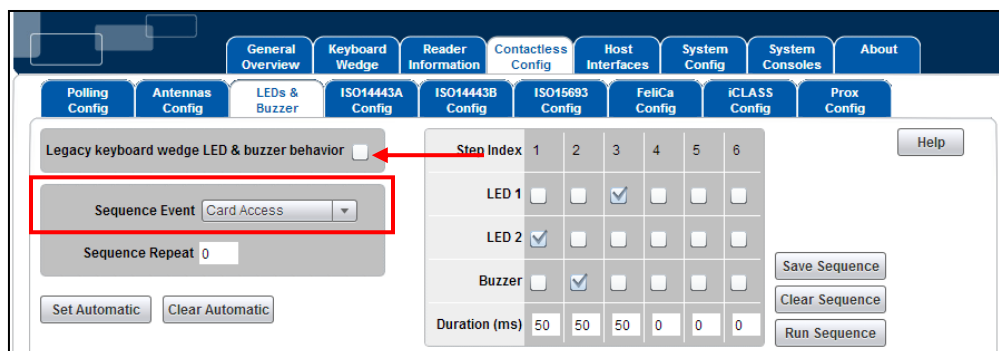 General Overview
Keyboard Wedge
Reader Information
Contactless Config
Host Interfaces
System Config
System Consoles
About
Polling Config
Antennas Config
LEDs & Buzzer
ISO14443A Config
ISO14443B Config
ISO15693 Config
FeliCa Config
iCLASS Config
Prox Config
Legacy keyboard wedge LED & buzzer behavior
Sequence Event Card Access
Sequence Repeat 0
Set Automatic Clear Automatic
Step Index 1 2 3 4 5 6
LED 1
LED 2
Buzzer
Duration (ms) 50 50 50 0 0 0
Help
Save Sequence
Clear Sequence
Run Sequence